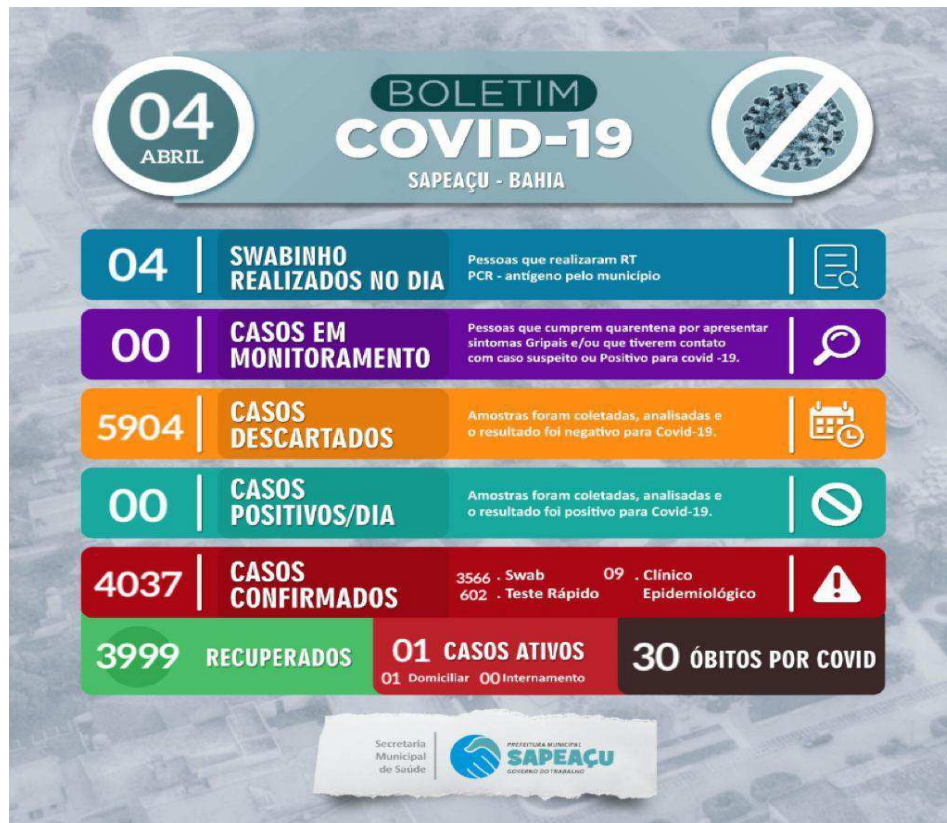 04
ABRIL
BOLETIM
COVID-19
SAPEAÇU - BAHIA
04
SWABINHO
REALIZADOS NO DIA
Pessoas que realizaram RT
PCR - antígeno pelo município
00
CASOS EM
MONITORAMENTO
Pessoas que cumprem quarentena por apresentar
sintomas Gripais e/ou que tiverem contato
com caso suspeito ou Positivo para covid -19.
5904
CASOS
DESCARTADOS
Amostras foram coletadas, analisadas e
o resultado foi negativo para Covid-19.
00
CASOS
POSITIVOS/DIA
Amostras foram coletadas, analisadas e
o resultado foi positivo para Covid-19.
4037
CASOS
CONFIRMADOS
3566 . Swab
602 . Teste Rápido
09 . Clínico
Epidemiológico
3999 RECUPERADOS
01 CASOS ATIVOS
01 Domiciliar 00 Internamento
30 ÓBITOS POR COVID
Secretaria
Municipal
de Saúde
PREFEITURA MUNICIPAL
SAPEAÇU
GOVERNO DO TRABALHO